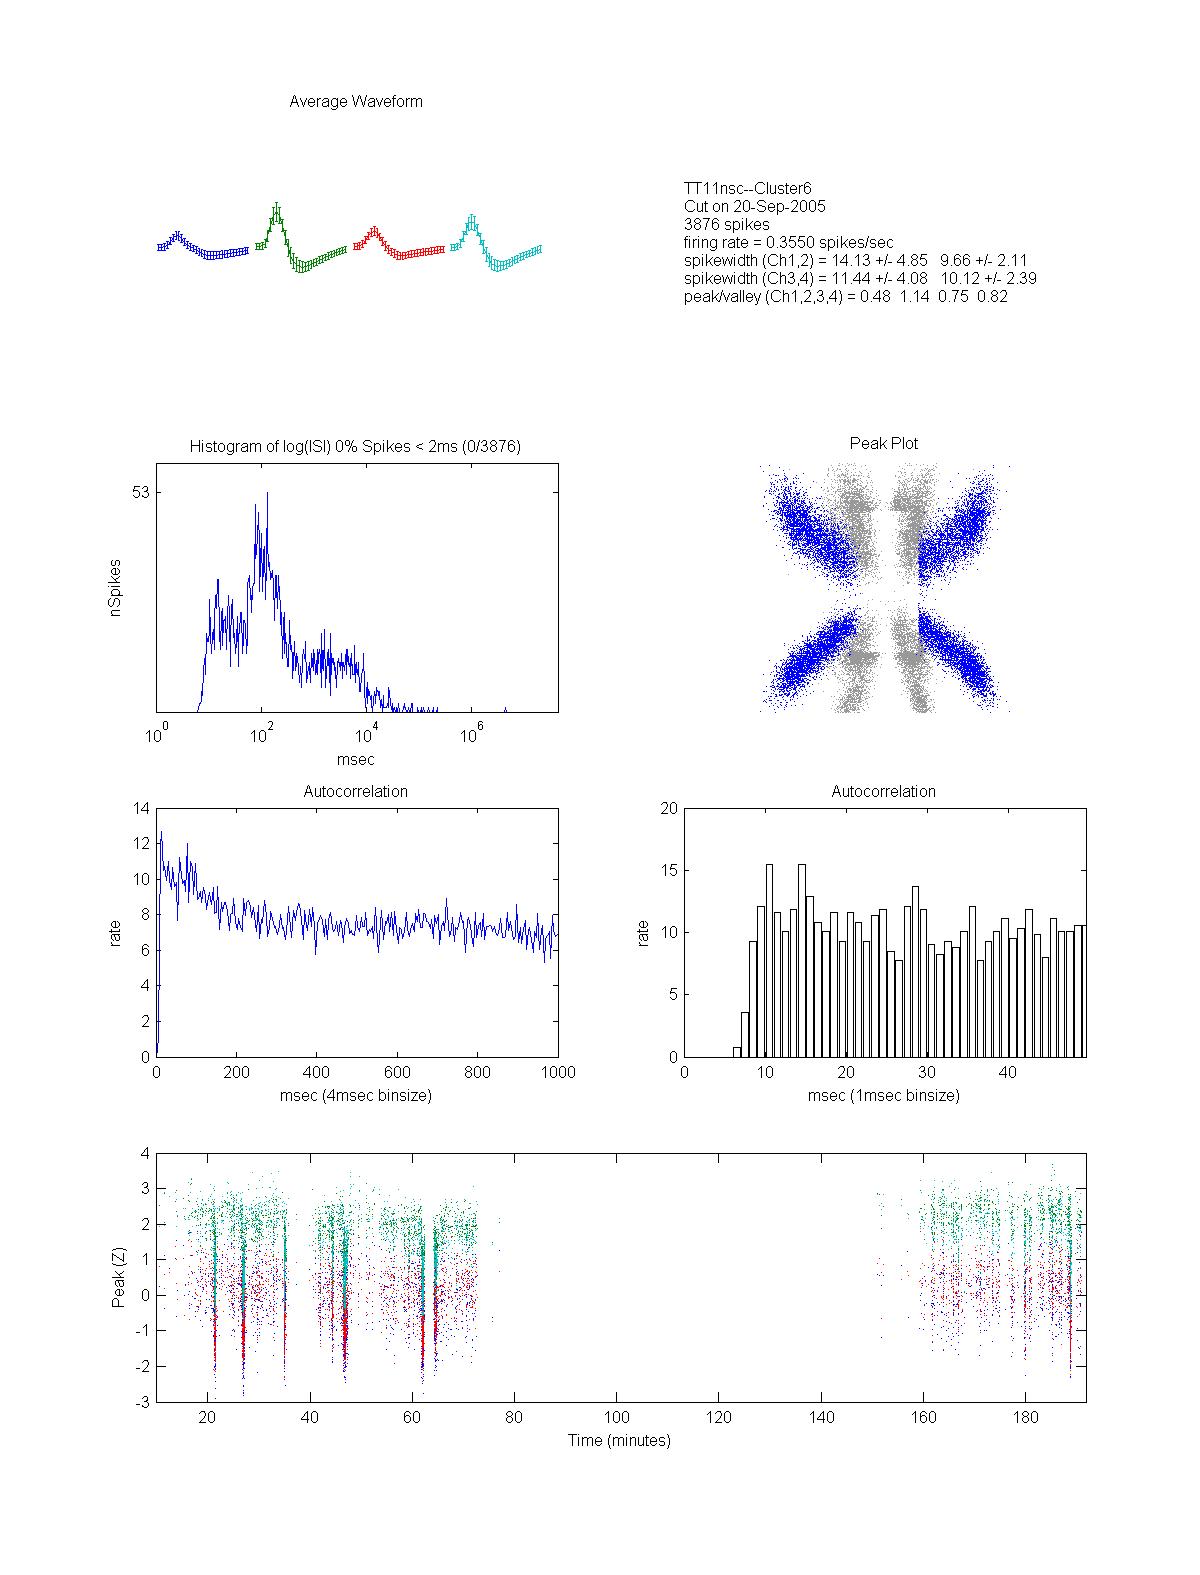 Average Waveform
TT11nsc--Cluster6
Cut on 20-Sep-2005
3876 spikes
firing rate = 0.3550 spikes/sec
spikewidth (Ch1,2) = 14.13 +/- 4.85   9.66 +/- 2.11
spikewidth (Ch3,4) = 11.44 +/- 4.08   10.12 +/- 2.39
peak/valley (Ch1,2,3,4) = 0.48  1.14  0.75  0.82
Histogram of log(ISI) 0% Spikes < 2ms (0/3876)
53
nSpikes
10^0 10^2 10^4 10^6
msec
Peak Plot
Autocorrelation
14
12
10
8
6
4
2
0
rate
0 200 400 600 800 1000
msec (4msec binsize)
Autocorrelation
20
15
10
5
0
rate
0 10 20 30 40
msec (1msec binsize)
4
3
2
1
0
-1
-2
-3
Peak (Z)
20 40 60 80 100 120 140 160 180
Time (minutes)